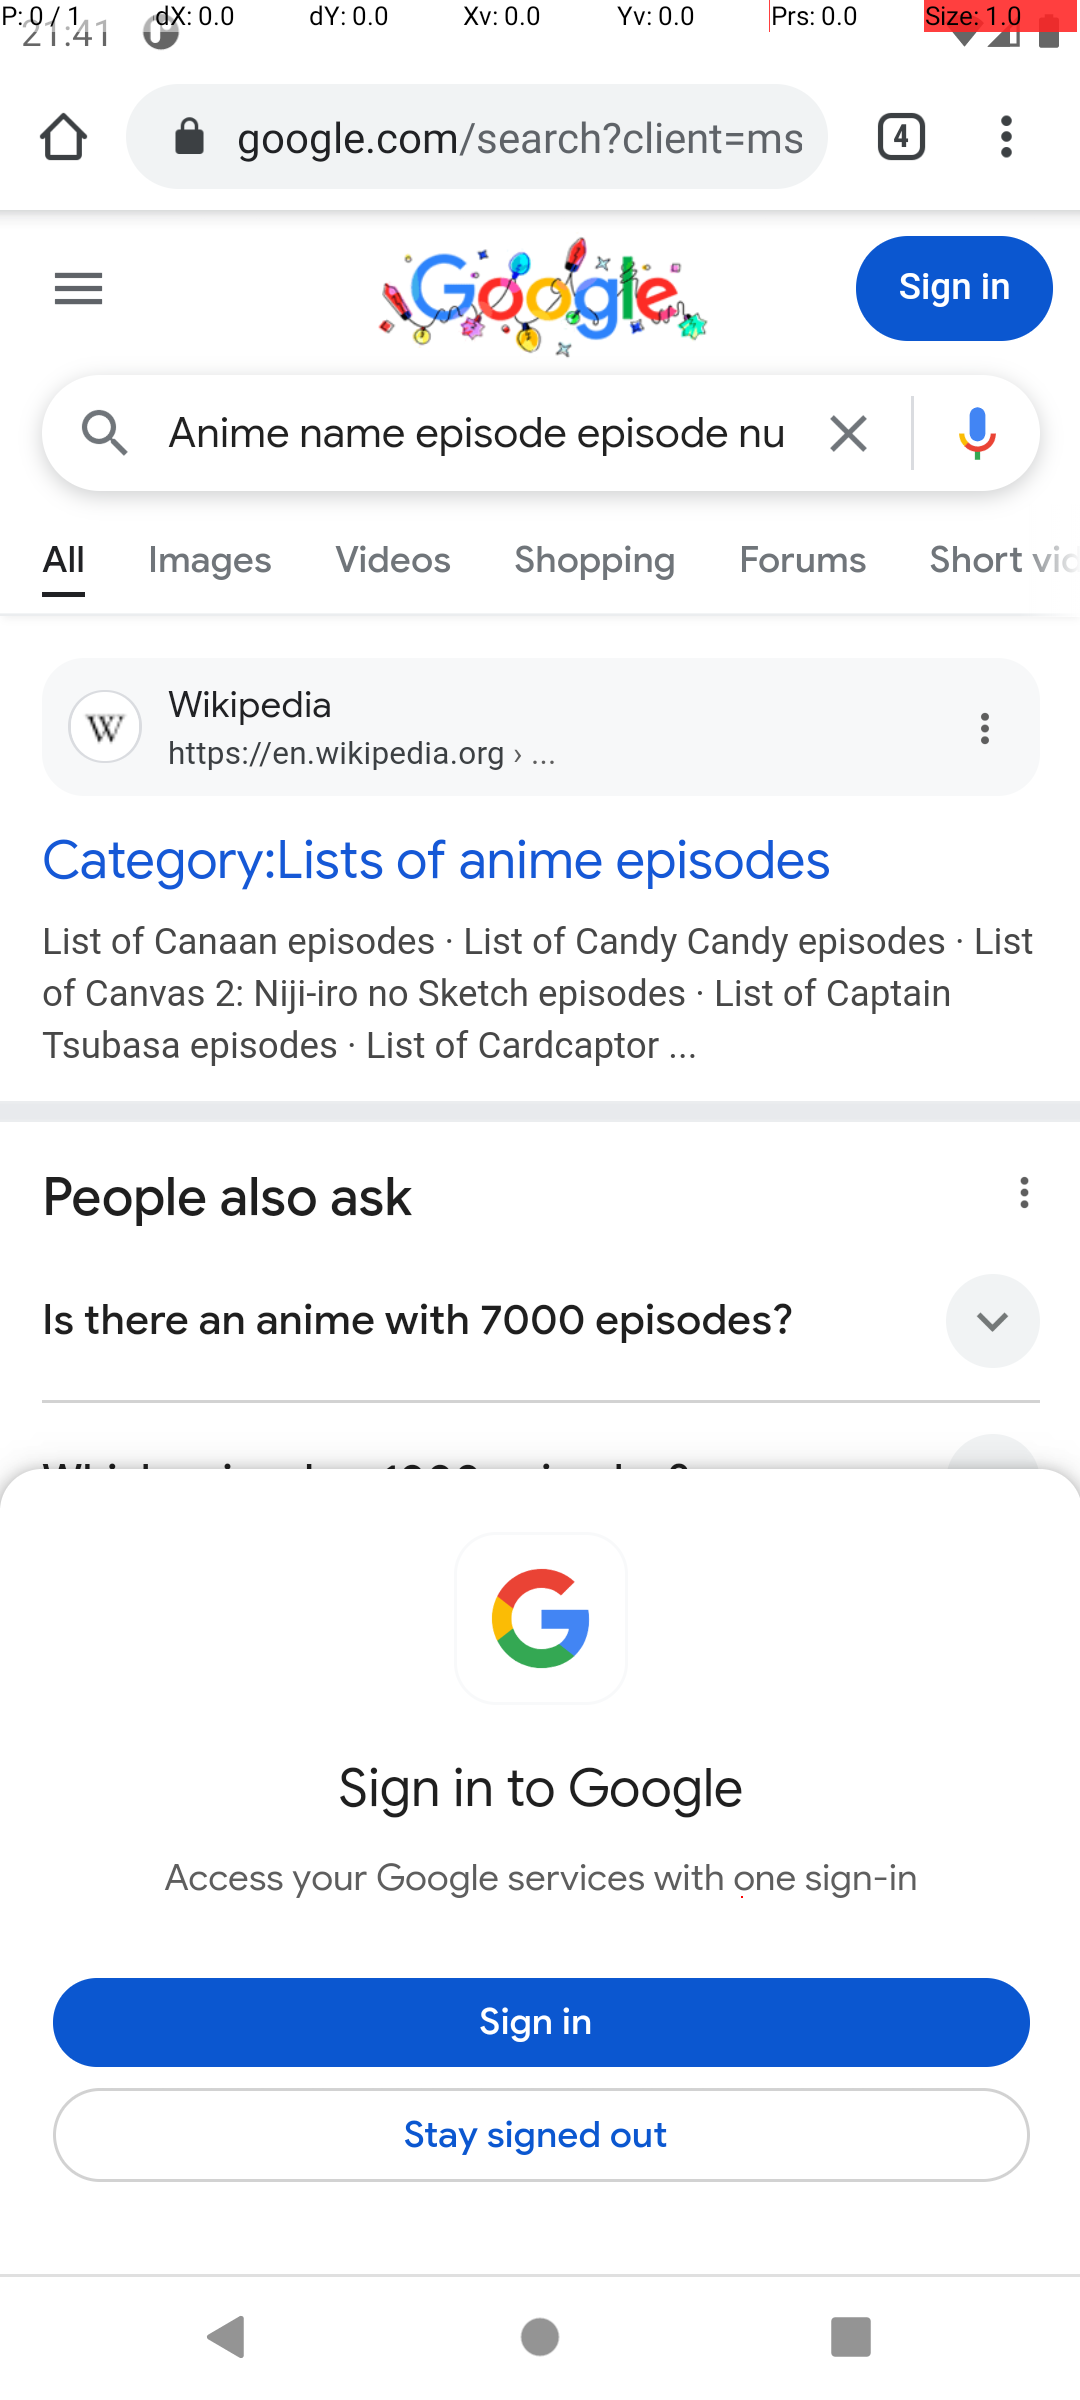 P: 0 / 1 dX: 0.0 dY: 0.0 Xv: 0.0 Yv: 0.0 Prs: 0.0 Size: 1.0
21:41
google.com/search?client=ms
4
Google
Sign in
Anime name episode episode nu
All Images Videos Shopping Forums Short vid
W
Wikipedia
https://en.wikipedia.org › ...
Category:Lists of anime episodes
List of Canaan episodes · List of Candy Candy episodes · List
of Canvas 2: Niji-iro no Sketch episodes · List of Captain
Tsubasa episodes · List of Cardcaptor ...
People also ask
Is there an anime with 7000 episodes?
G
Sign in to Google
Access your Google services with one sign-in
Sign in
Stay signed out